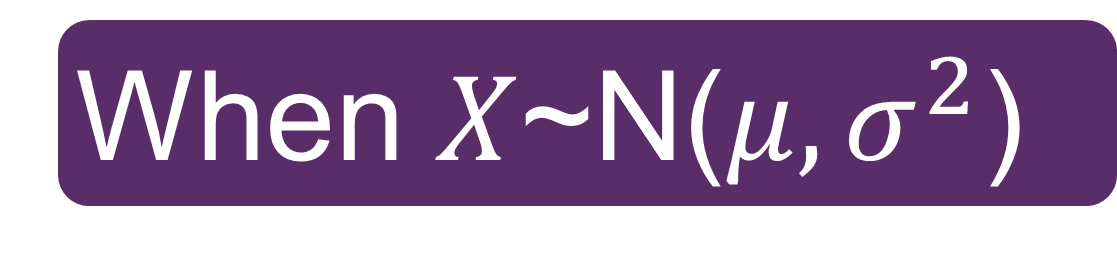 When 𝑋~N(𝜇, 𝜎²)